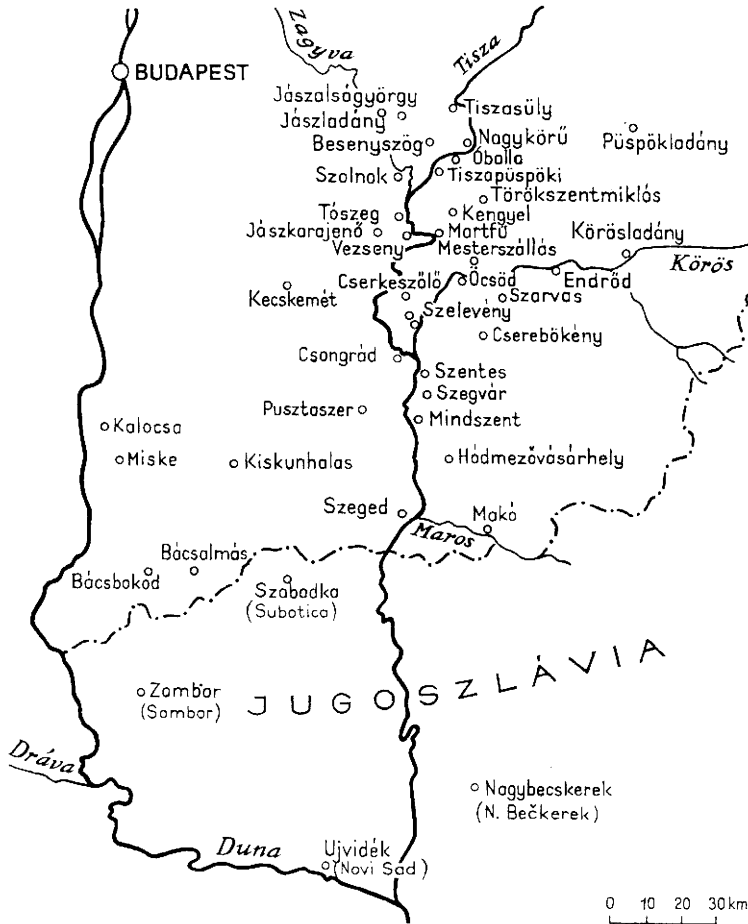 Zagyva
Tisza
BUDAPEST
Jászalsógyörgy
Jászladány
Tiszasüly
Besenyszög
Nagykörű
Püspökladány
Óballa
Szolnok
Tiszapüspöki
Törökszentmiklós
Tószeg
Kengyel
Jászkarajenő
Martfű
Körösladány
Vezseny
Mesterszállás
Körös
Cserkeszőlő
Öcsöd
Endrőd
Kecskemét
Szarvas
Szelevény
Cserebökény
Csongrád
Szentes
Szegvár
Pusztaszer
Mindszent
Kalocsa
Miske
Kiskunhalas
Hódmezővásárhely
Szeged
Makó
Maros
Bácsalmás
Bácsbokod
Szabadka
(Subotica)
JUGOSZLÁVIA
Zombor
(Sombor)
Dráva
Nagybecskerek
(N. Bečkerek)
Duna
Ujvidék
(Novi Sad)
0 10 20 30 km